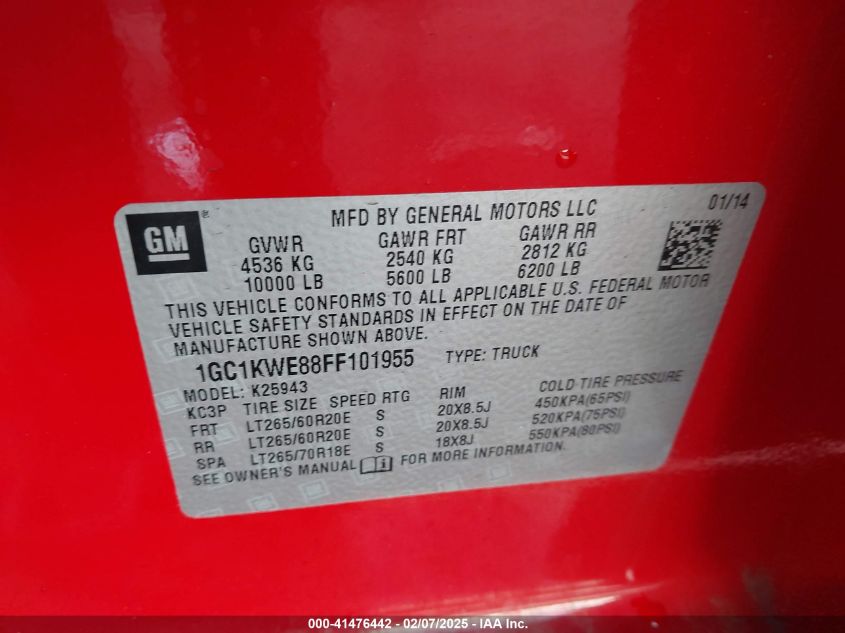 GM ®
MFD BY GENERAL MOTORS LLC 01/14
GVWR GAWR FRT GAWR RR
4536 KG 2540 KG 2812 KG
10000 LB 5600 LB 6200 LB
THIS VEHICLE CONFORMS TO ALL APPLICABLE U.S. FEDERAL MOTOR
VEHICLE SAFETY STANDARDS IN EFFECT ON THE DATE OF
MANUFACTURE SHOWN ABOVE.
1GC1KWE88FF101955 TYPE: TRUCK
MODEL: K25943
KC3P TIRE SIZE SPEED RTG RIM COLD TIRE PRESSURE
FRT LT265/60R20E S 20X8.5J 450KPA(65PSI)
RR LT265/60R20E S 20X8.5J 520KPA(75PSI)
SPA LT265/70R18E S 18X8J 550KPA(80PSI)
SEE OWNER'S MANUAL FOR MORE INFORMATION.
000-41476442 - 02/07/2025 - IAA Inc.